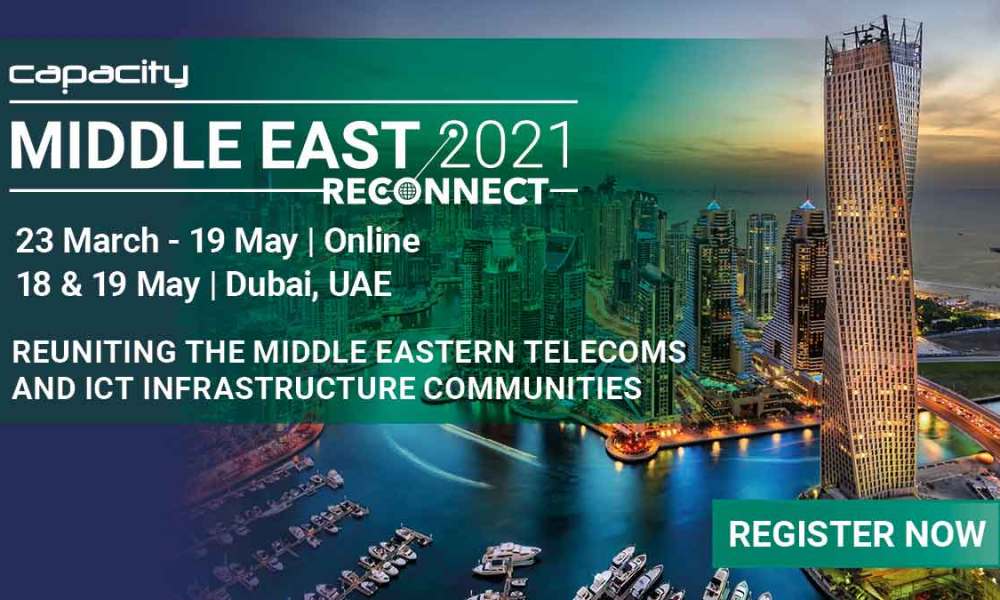 capacity
MIDDLE EAST 2021
RECONNECT
23 March - 19 May | Online
18 & 19 May | Dubai, UAE
REUNITING THE MIDDLE EASTERN TELECOMS
AND ICT INFRASTRUCTURE COMMUNITIES
REGISTER NOW